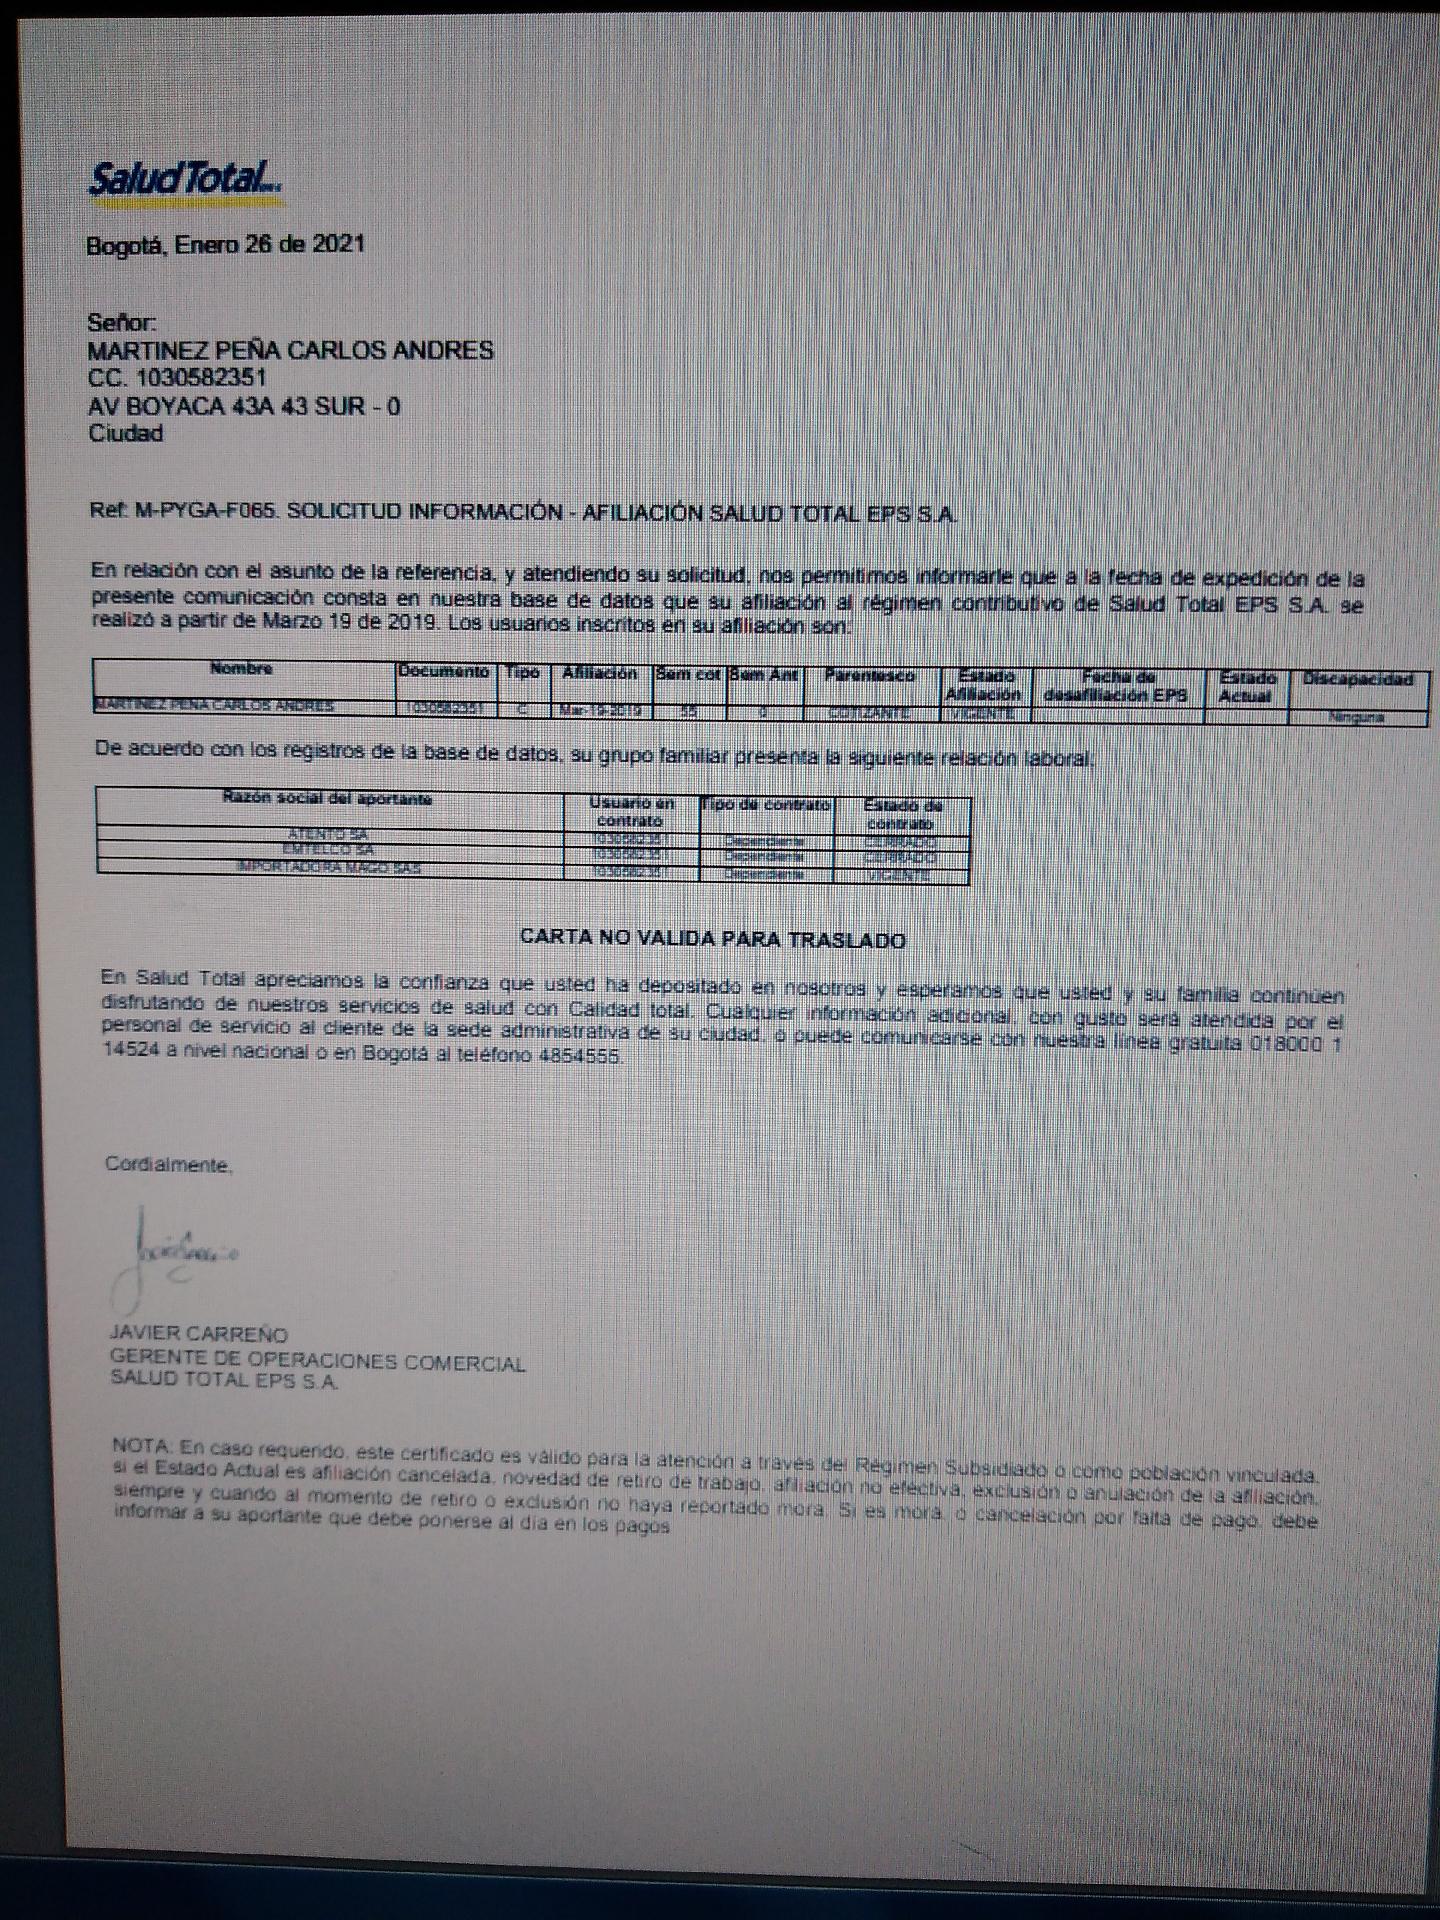 SaludTotal
Bogotá, Enero 26 de 2021
Señor:
MARTINEZ PEÑA CARLOS ANDRES
CC. 1030582351
AV BOYACA 43A 43 SUR - 0
Ciudad
Ref: M-PYGA-F065. SOLICITUD INFORMACIÓN - AFILIACIÓN SALUD TOTAL EPS S.A.
En relación con el asunto de la referencia, y atendiendo su solicitud, nos permitimos informarle que a la fecha de expedición de la
presente comunicación consta en nuestra base de datos que su afiliación al régimen contributivo de Salud Total EPS S.A. se
realizó a partir de Marzo 19 de 2019. Los usuarios inscritos en su afiliación son:
Nombre Documento Tipo Afiliación Sem cot Sem Ant Parentesco Estado Afiliación Fecha de desafiliación EPS Estado Actual Discapacidad
MARTINEZ PEÑA CARLOS ANDRES 1030582351 C Mar-19-2019 0 COTIZANTE VIGENTE Ninguna
De acuerdo con los registros de la base de datos, su grupo familiar presenta la siguiente relación laboral:
Razón social del aportante Usuario en contrato Tipo de contrato Estado de contrato
ATENTO SA 1030582351 Dependiente CERRADO
EMTELCO SA 1030582351 Dependiente CERRADO
IMPORTADORA MAGO SAS 1030582351 Dependiente VIGENTE
CARTA NO VALIDA PARA TRASLADO
En Salud Total apreciamos la confianza que usted ha depositado en nosotros y esperamos que usted y su familia continúen
disfrutando de nuestros servicios de salud con Calidad total. Cualquier información adicional, con gusto será atendida por el
personal de servicio al cliente de la sede administrativa de su ciudad, o puede comunicarse con nuestra línea gratuita 018000 1
14524 a nivel nacional o en Bogotá al teléfono 4854555.
Cordialmente,
JAVIER CARREÑO
GERENTE DE OPERACIONES COMERCIAL
SALUD TOTAL EPS S.A.
NOTA: En caso requerido, este certificado es válido para la atención a través del Régimen Subsidiado o como población vinculada,
si el Estado Actual es afiliación cancelada, novedad de retiro de trabajo, afiliación no efectiva, exclusión o anulación de la afiliación,
siempre y cuando al momento de retiro o exclusión no haya reportado mora. Si es mora, o cancelación por falta de pago, debe
informar a su aportante que debe ponerse al día en los pagos